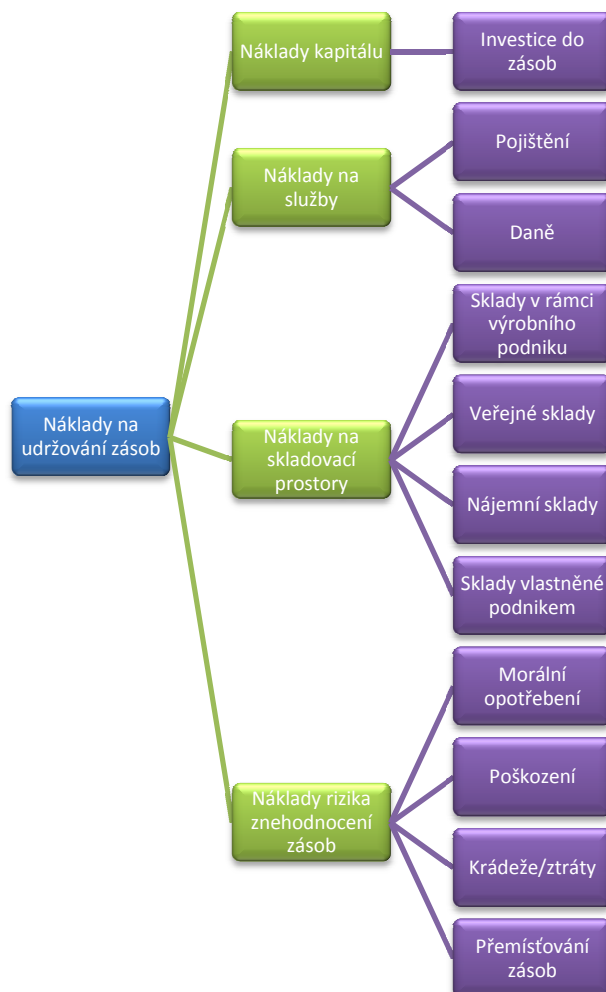 Náklady na
udržování zásob
Náklady kapitálu
Investice do
zásob
Náklady na
služby
Pojištění
Daně
Náklady na
skladovací
prostory
Sklady v rámci
výrobního
podniku
Veřejné sklady
Nájemní sklady
Sklady vlastněné
podnikem
Náklady rizika
znehodnocení
zásob
Morální
opotřebení
Poškození
Krádeže/ztráty
Přemísťování
zásob